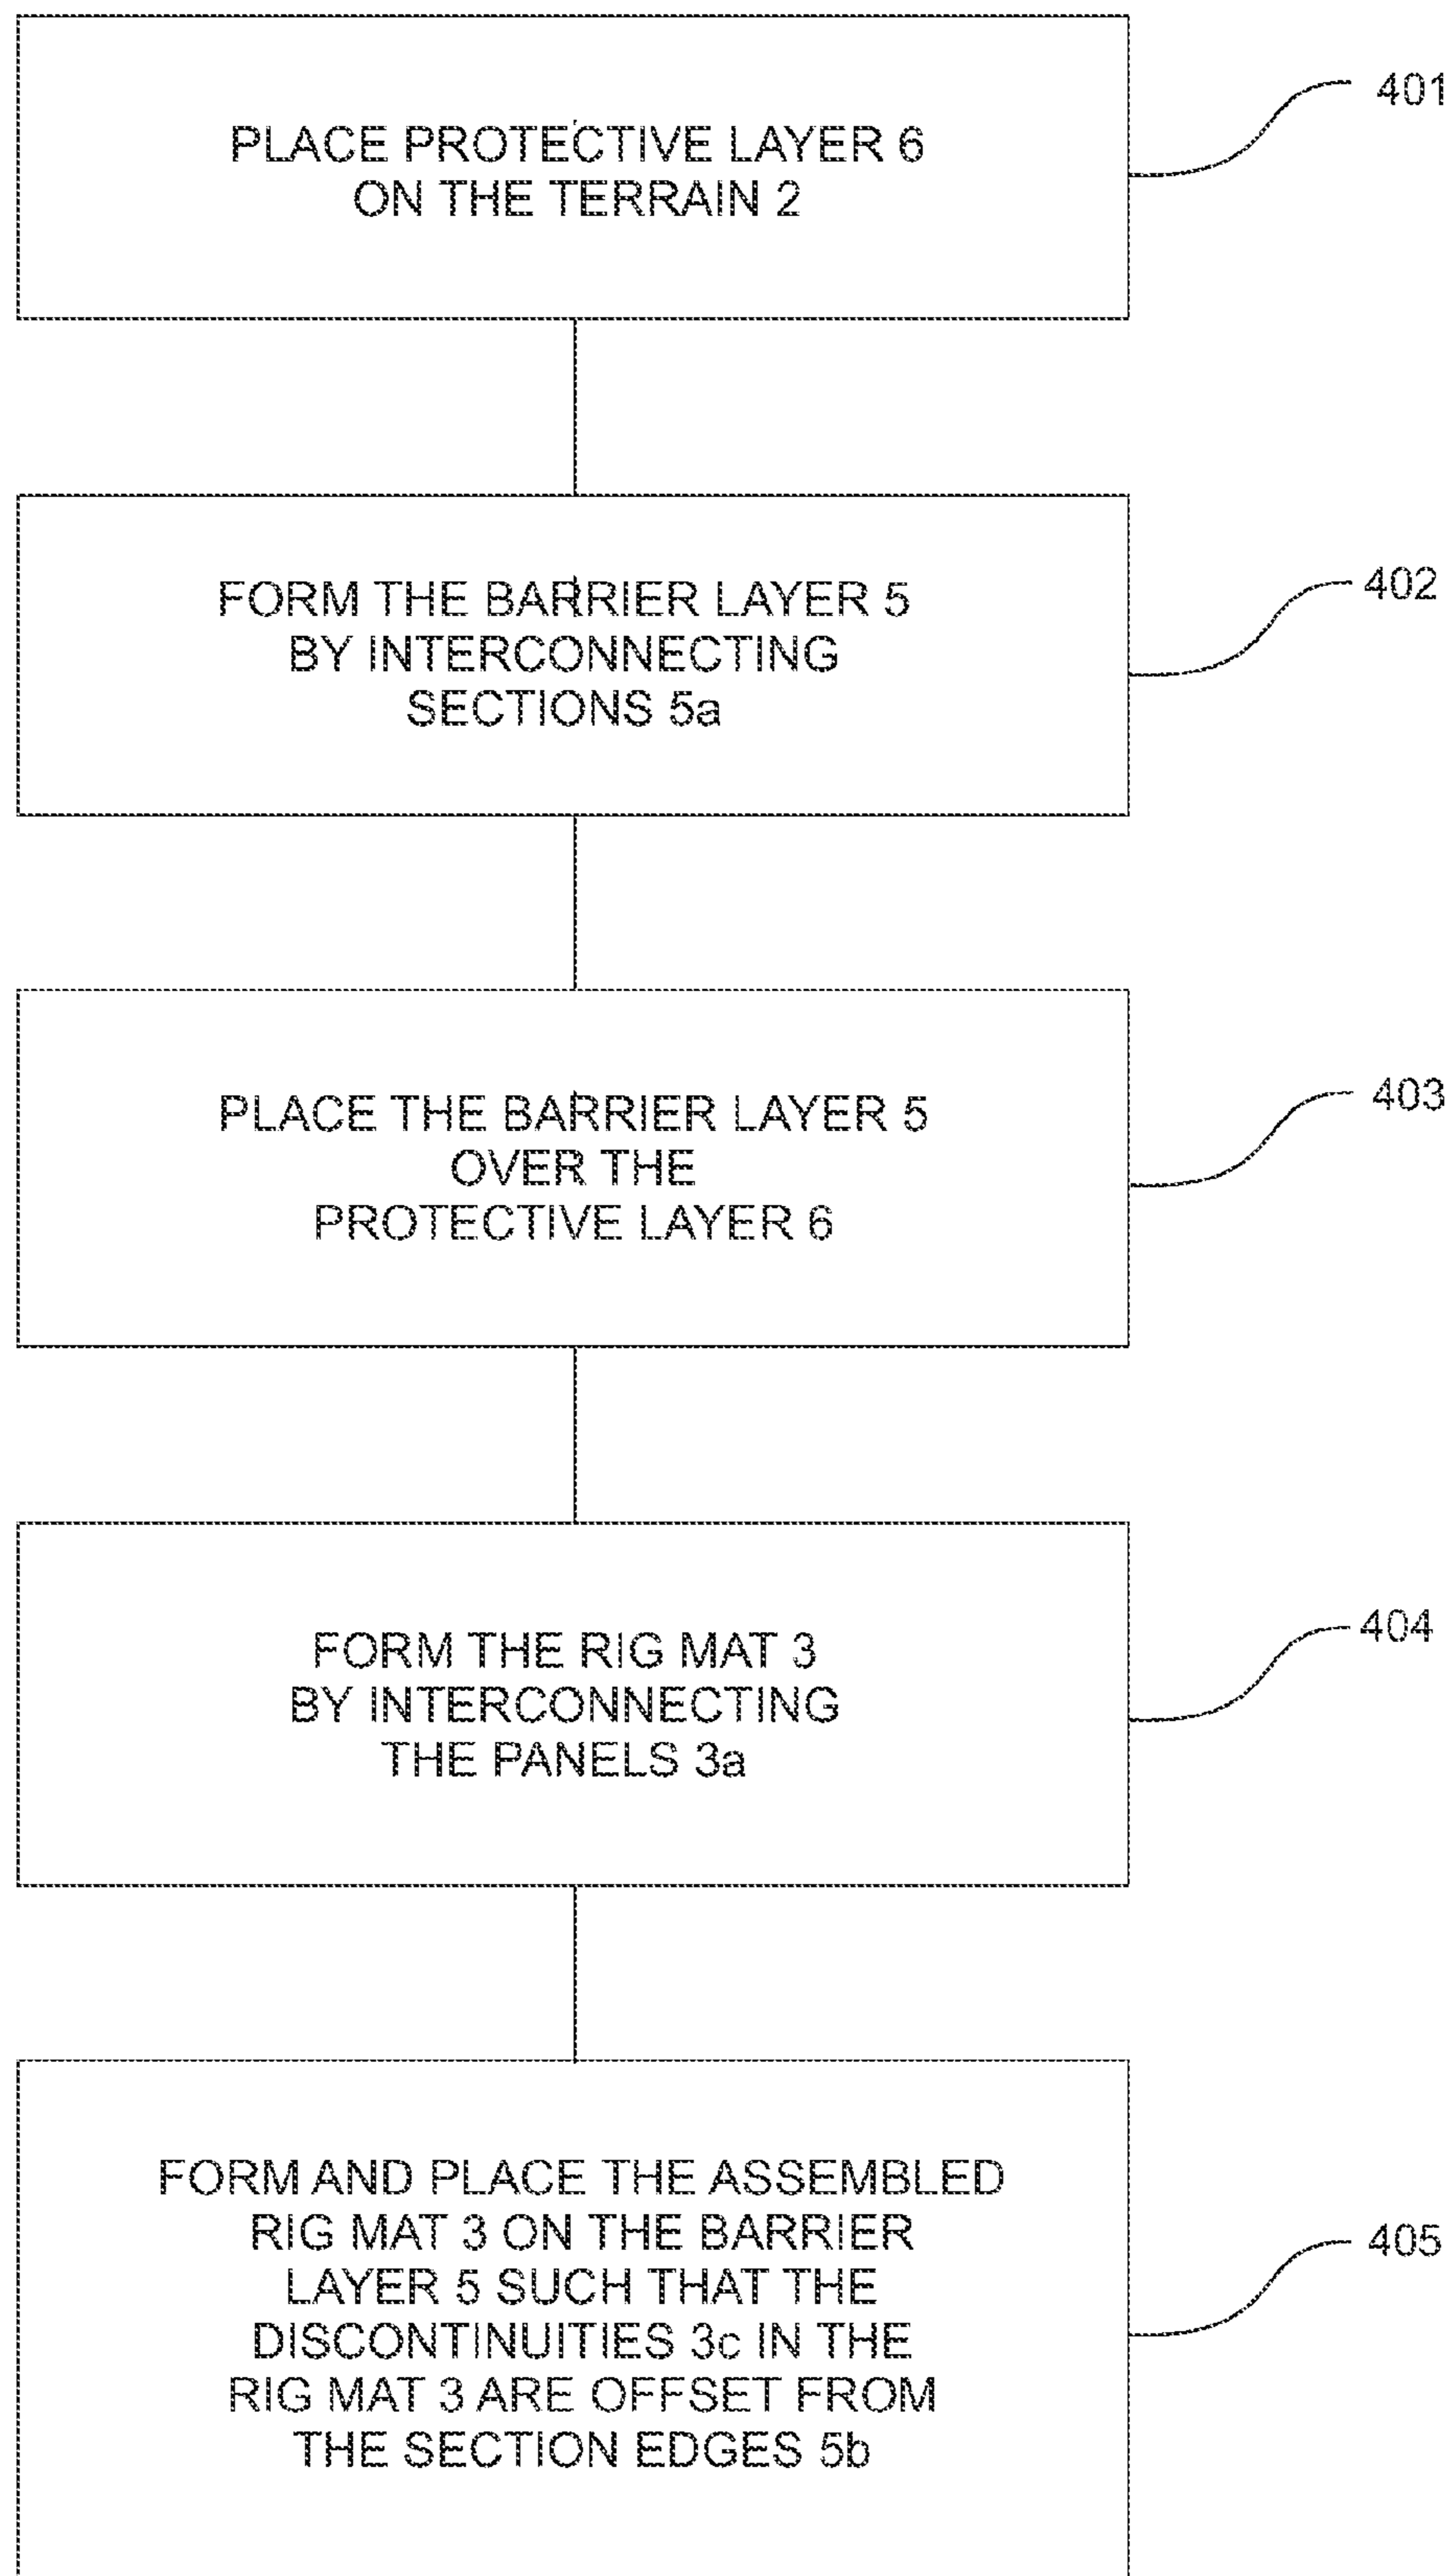 PLACE PROTECTIVE LAYER 6
ON THE TERRAIN 2
401
FORM THE BARRIER LAYER 5
BY INTERCONNECTING
SECTIONS 5a
402
PLACE THE BARRIER LAYER 5
OVER THE
PROTECTIVE LAYER 6
403
FORM THE RIG MAT 3
BY INTERCONNECTING
THE PANELS 3a
404
FORM AND PLACE THE ASSEMBLED
RIG MAT 3 ON THE BARRIER
LAYER 5 SUCH THAT THE
DISCONTINUITIES 3c IN THE
RIG MAT 3 ARE OFFSET FROM
THE SECTION EDGES 5b
405